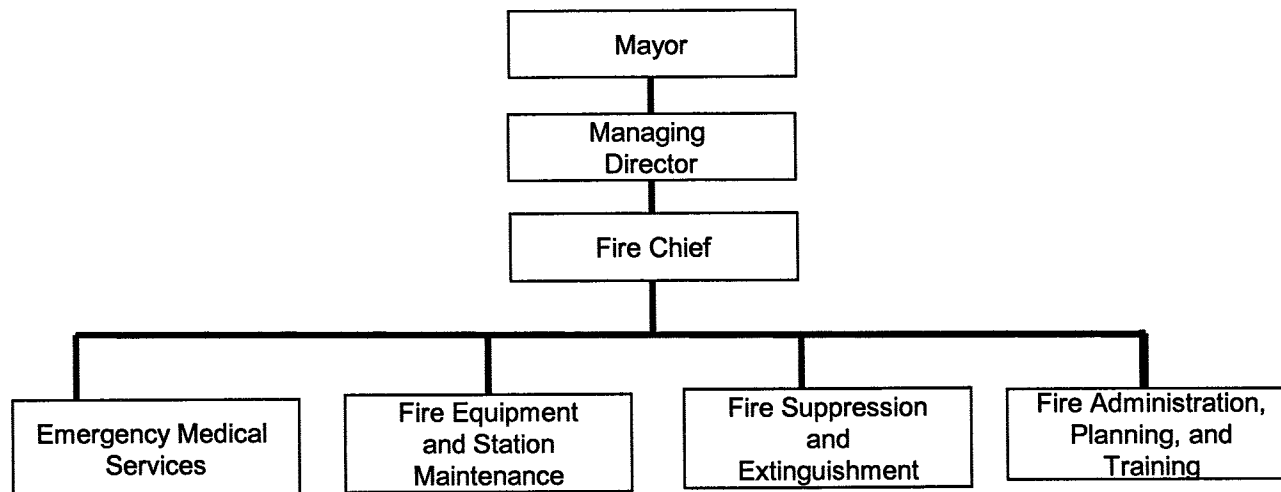 Mayor
Managing
Director
Fire Chief
Emergency Medical
Services
Fire Equipment
and Station
Maintenance
Fire Suppression
and
Extinguishment
Fire Administration,
Planning, and
Training